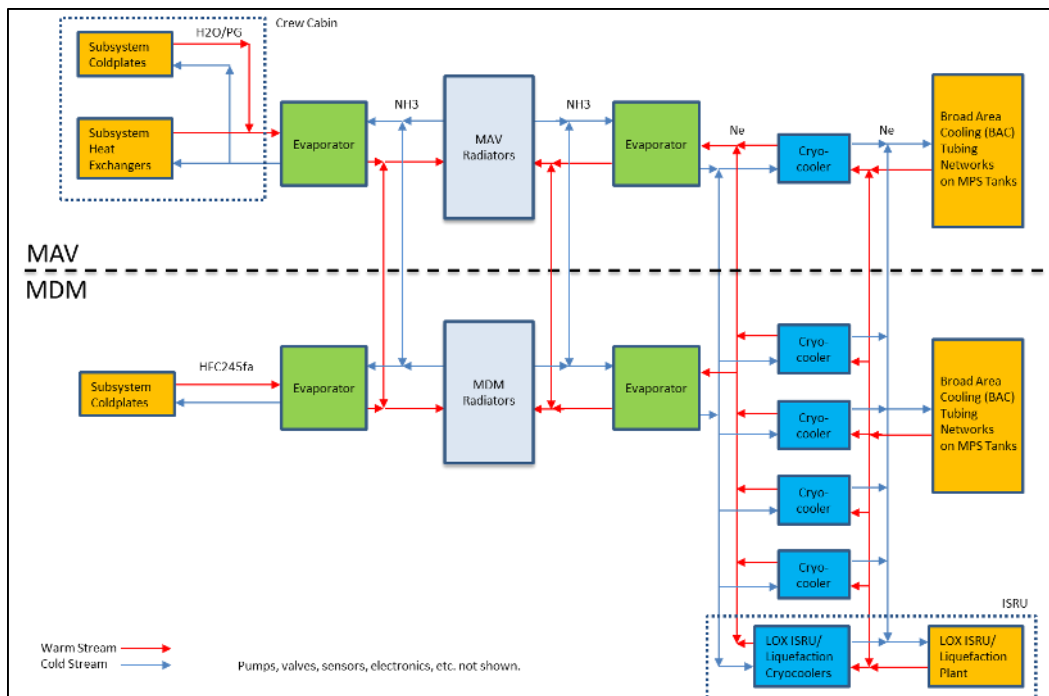 Crew Cabin
H2O/PG
Subsystem
Coldplates
Subsystem
Heat
Exchangers
Evaporator
NH3
MAV
Radiators
NH3
Evaporator
Ne
Cryo-
cooler
Ne
Broad Area
Cooling (BAC)
Tubing
Networks
on MPS Tanks
MAV
MDM
Subsystem
Coldplates
HFC245fa
Evaporator
MDM
Radiators
Evaporator
Cryo-
cooler
Cryo-
cooler
Cryo-
cooler
Cryo-
cooler
Broad Area
Cooling (BAC)
Tubing
Networks
on MPS Tanks
ISRU
LOX ISRU/
Liquefaction
Cryocoolers
LOX ISRU/
Liquefaction
Plant
Warm Stream
Cold Stream
Pumps, valves, sensors, electronics, etc. not shown.